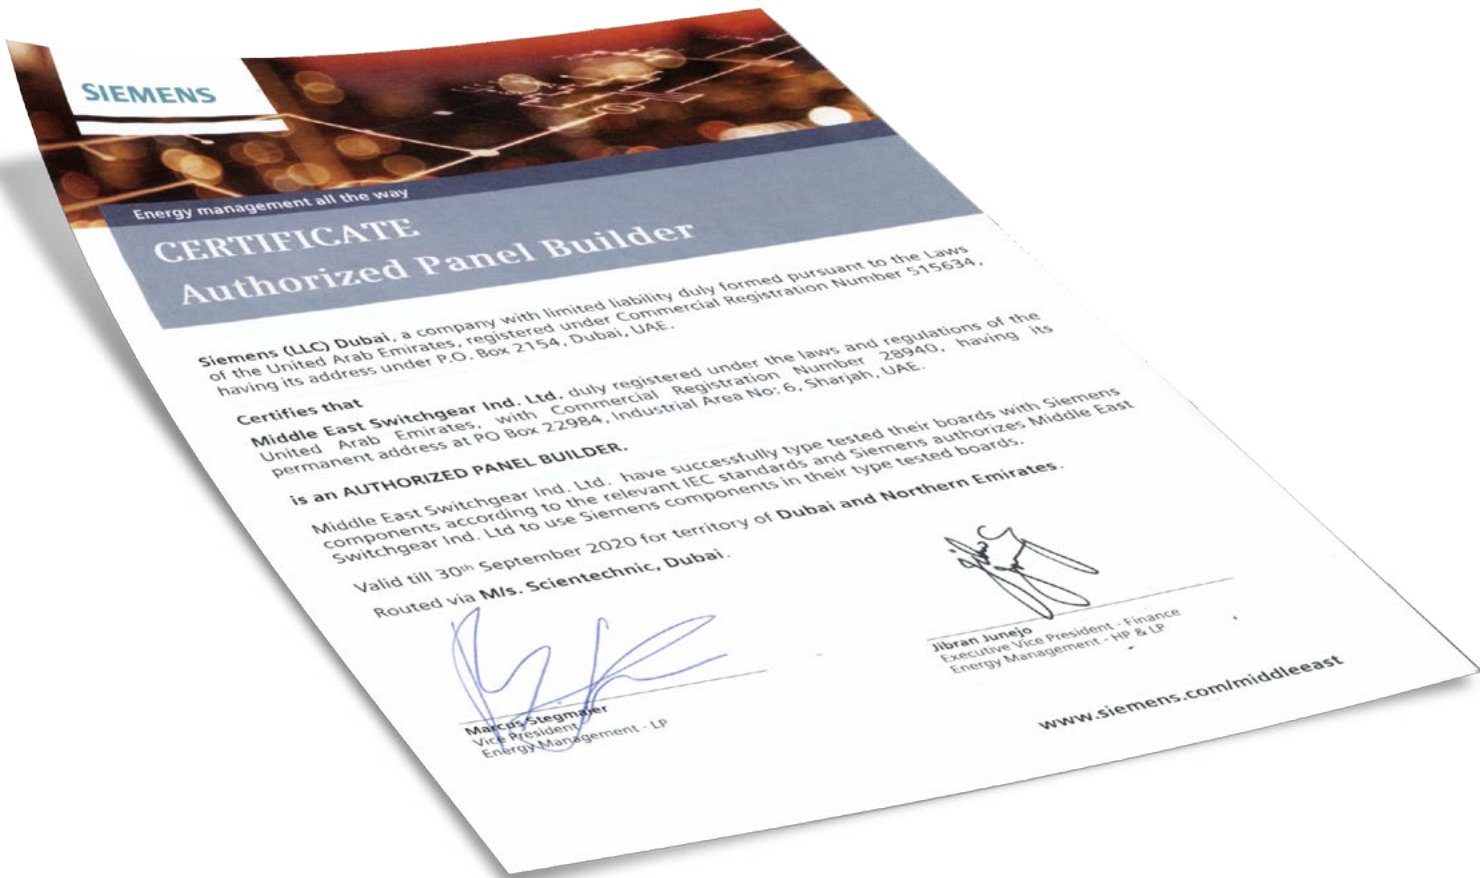 SIEMENS
Energy management all the way
CERTIFICATE
Authorized Panel Builder
Siemens (LLC) Dubai, a company with limited liability duly formed pursuant to the Laws
of the United Arab Emirates, registered under Commercial Registration Number 515634,
having its address under P.O. Box 2154, Dubai, UAE.
Certifies that
Middle East Switchgear Ind. Ltd, duly registered under the laws and regulations of the
United Arab Emirates, with Commercial Registration Number 28940, having its
permanent address at PO Box 22984, Industrial Area No: 6, Sharjah, UAE.
is an AUTHORIZED PANEL BUILDER.
Middle East Switchgear Ind. Ltd. have successfully type tested their boards with Siemens
components according to the relevant IEC standards and Siemens authorizes Middle East
Switchgear Ind. Ltd to use Siemens components in their type tested boards.
Valid till 30th September 2020 for territory of Dubai and Northern Emirates.
Routed via M/s. Scientechnic, Dubai.
Marcus Stegmaier
Vice President
Energy Management - LP
Jibran Junejo
Executive Vice President - Finance
Energy Management - HP & LP
www.siemens.com/middleeast